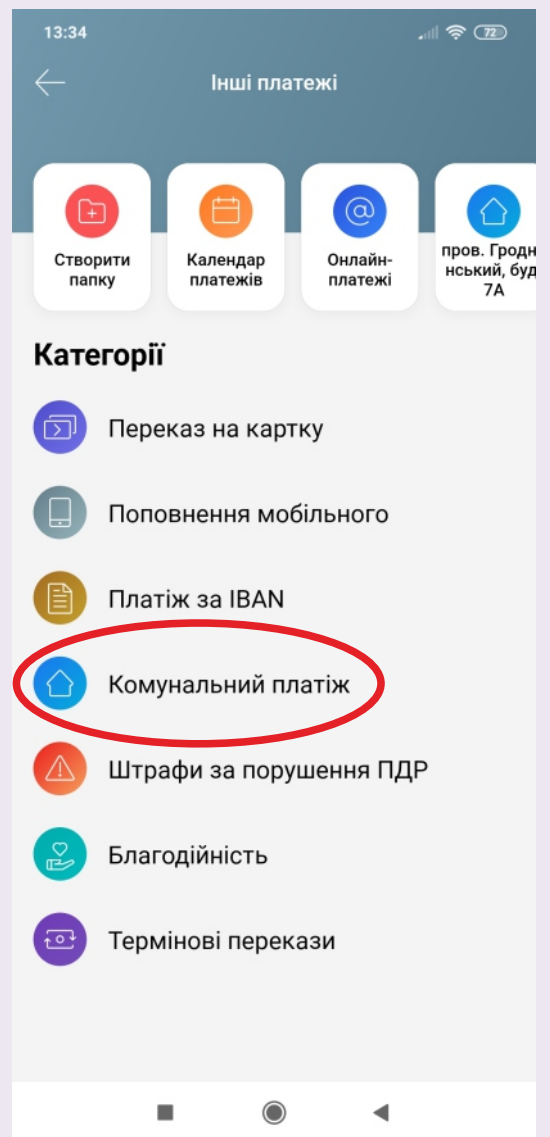 13:34
72
Інші платежі
Створити
папку
Календар
платежів
Онлайн-
платежі
пров. Гродн
нський, буд
7А
Категорії
Переказ на картку
Поповнення мобільного
Платіж за IBAN
Комунальний платіж
Штрафи за порушення ПДР
Благодійність
Термінові перекази